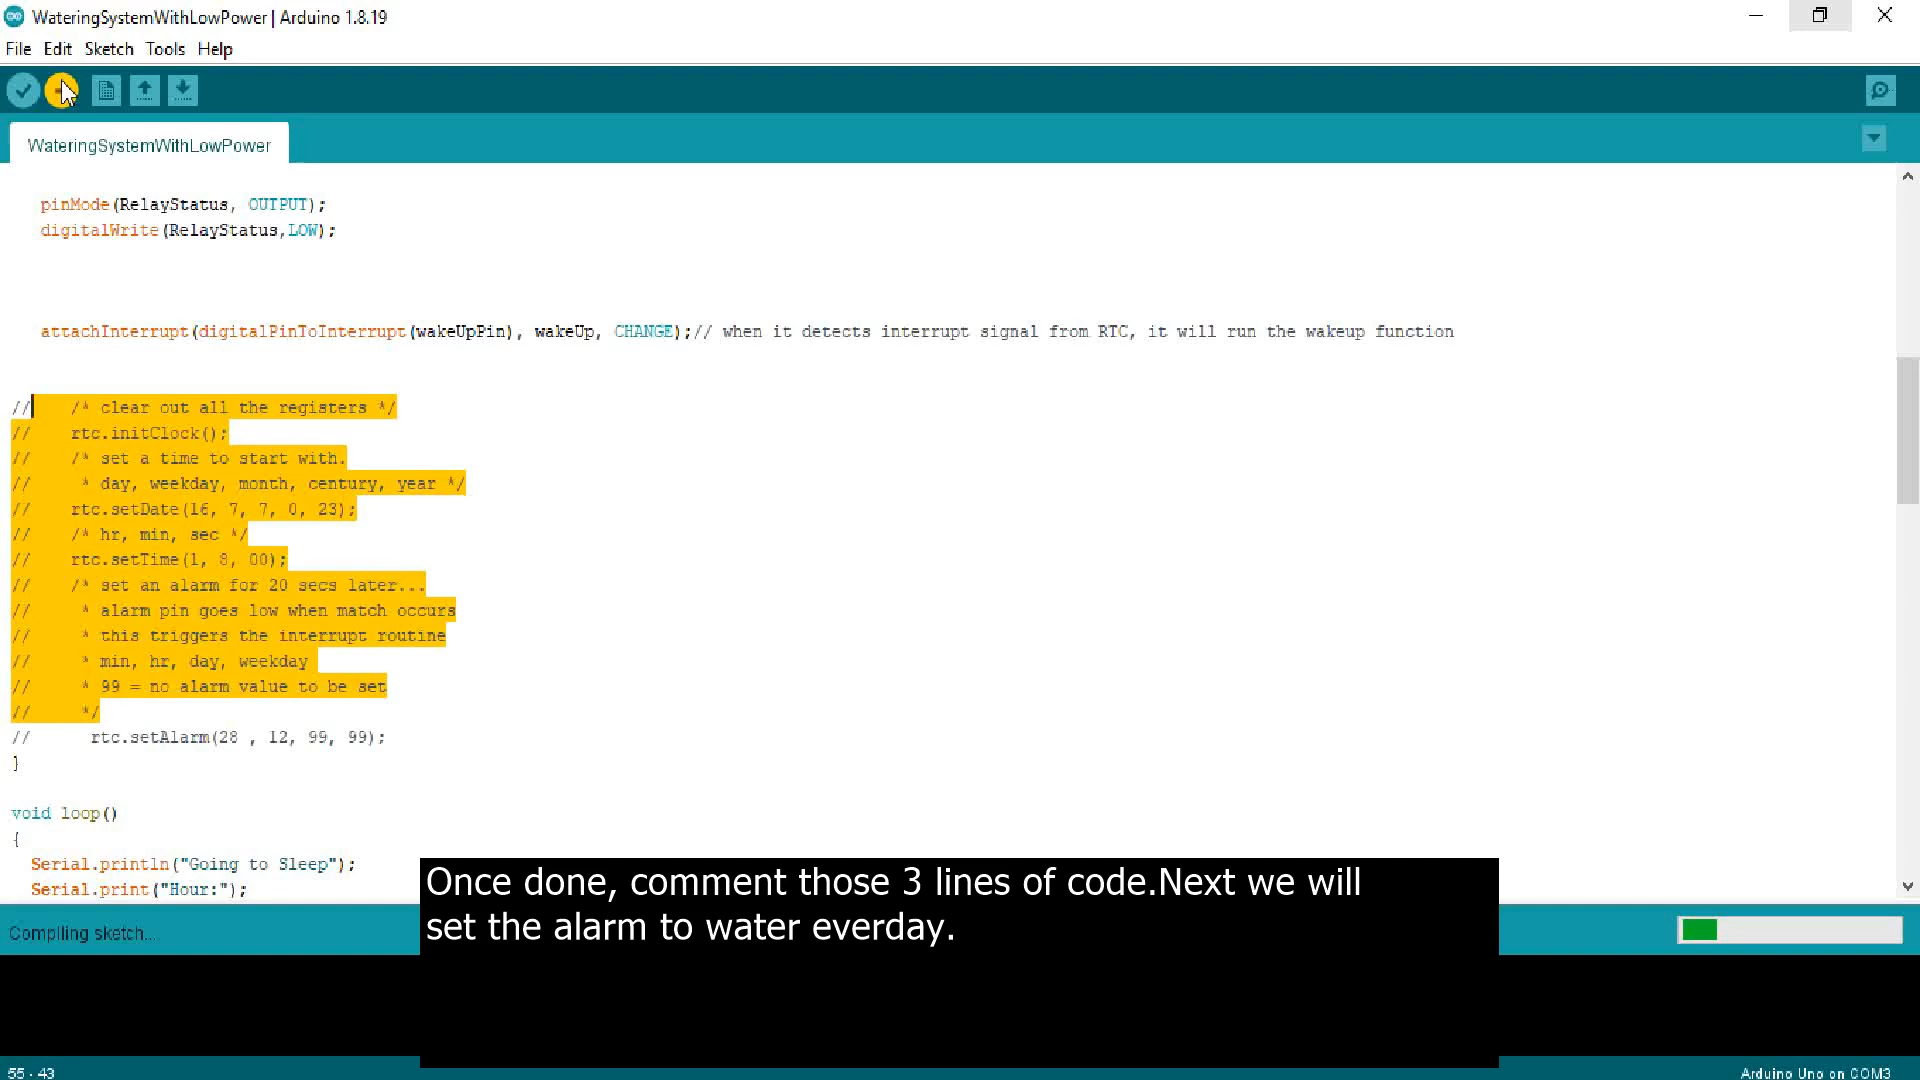 WateringSystemWithLowPower | Arduino 1.8.19
File Edit Sketch Tools Help
WateringSystemWithLowPower
pinMode(RelayStatus, OUTPUT);
digitalWrite(RelayStatus,LOW);
attachInterrupt(digitalPinToInterrupt(wakeUpPin), wakeUp, CHANGE);// when it detects interrupt signal from RTC, it will run the wakeup function
// /* clear out all the registers */
// rtc.initClock();
// /* set a time to start with.
// * day, weekday, month, century, year */
// rtc.setDate(16, 7, 7, 0, 23);
// /* hr, min, sec */
// rtc.setTime(1, 8, 00);
// /* set an alarm for 20 secs later...
// * alarm pin goes low when match occurs
// * this triggers the interrupt routine
// * min, hr, day, weekday
// * 99 = no alarm value to be set
// */
// rtc.setAlarm(28 , 12, 99, 99);
}
void loop()
{
Serial.println("Going to Sleep");
Serial.print("Hour:");
Once done, comment those 3 lines of code.Next we will
set the alarm to water everday.
Compiling sketch...
55 - 43
Arduino Uno on COM3